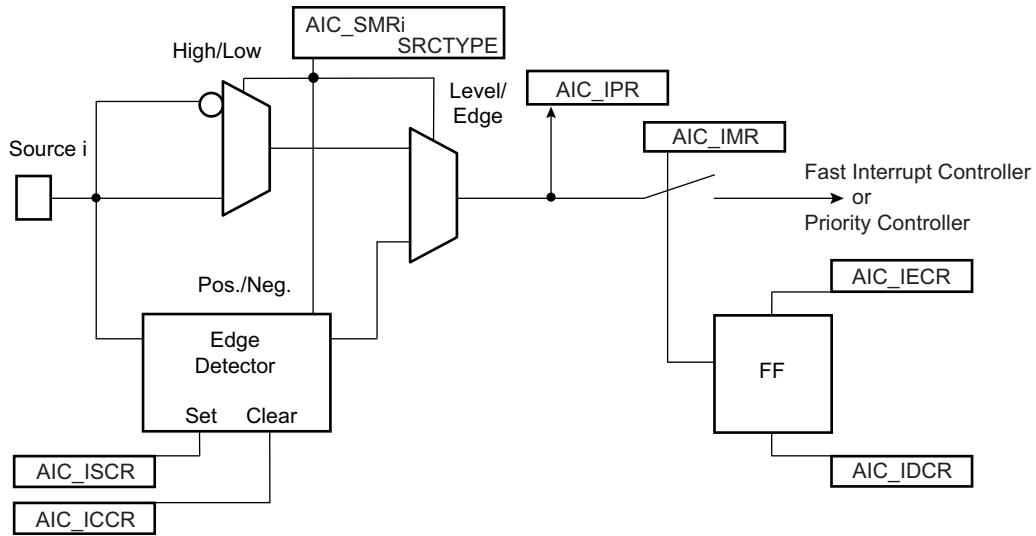 AIC_SMRi
SRCTYPE
High/Low
Level/
Edge
AIC_IPR
AIC_IMR
Source i
Fast Interrupt Controller
or
Priority Controller
Pos./Neg.
AIC_IECR
Edge
Detector
FF
Set Clear
AIC_ISCR
AIC_IDCR
AIC_ICCR